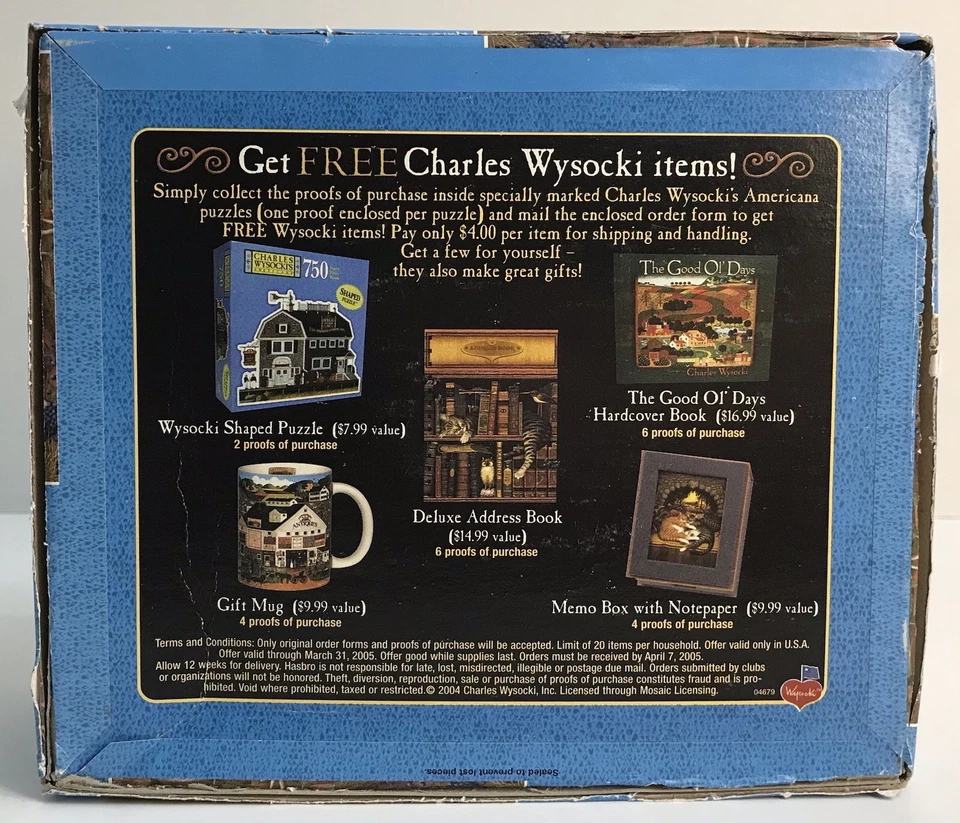 Get FREE Charles Wysocki items!
Simply collect the proofs of purchase inside specially marked Charles Wysocki's Americana
puzzles (one proof enclosed per puzzle) and mail the enclosed order form to get
FREE Wysocki items! Pay only $4.00 per item for shipping and handling.
Get a few for yourself –
they also make great gifts!
CHARLES
WYSOCKI'S
750
SHAPED
PUZZLE
Wysocki Shaped Puzzle ($7.99 value)
2 proofs of purchase
The Good Ol' Days
Charles Wysocki
The Good Ol' Days
Hardcover Book ($16.99 value)
6 proofs of purchase
Deluxe Address Book
($14.99 value)
6 proofs of purchase
ANTIQUES
Gift Mug ($9.99 value)
4 proofs of purchase
Memo Box with Notepaper ($9.99 value)
4 proofs of purchase
Terms and Conditions: Only original order forms and proofs of purchase will be accepted. Limit of 20 items per household. Offer valid only in U.S.A.
Offer valid through March 31, 2005. Offer good while supplies last. Orders must be received by April 7, 2005.
Allow 12 weeks for delivery. Hasbro is not responsible for late, lost, misdirected, illegible or postage due mail. Orders submitted by clubs
or organizations will not be honored. Theft, diversion, reproduction, sale or purchase of proofs of purchase constitutes fraud and is pro-
hibited. Void where prohibited, taxed or restricted.© 2004 Charles Wysocki, Inc. Licensed through Mosaic Licensing.
04679
Wysocki
Sealed to prevent lost pieces.